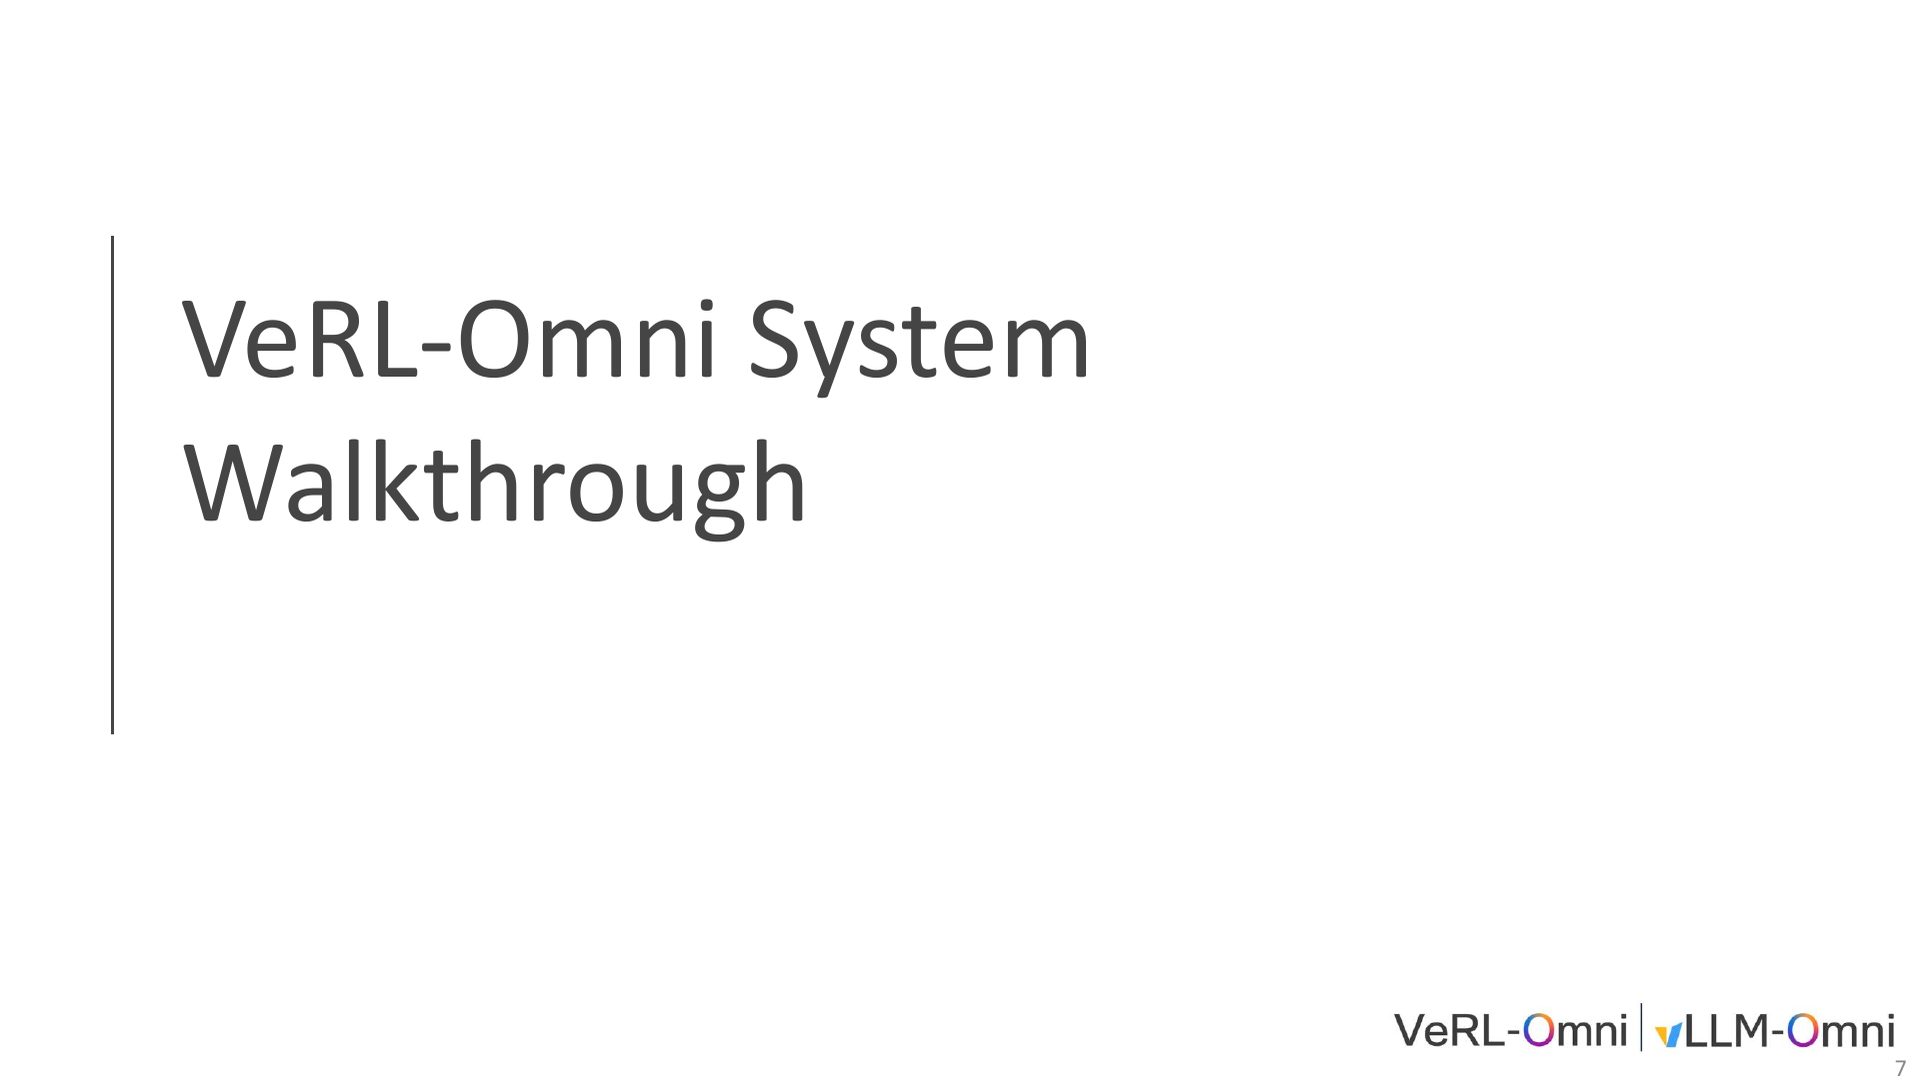 VeRL-Omni System
Walkthrough
VeRL-Omni | vLLM-Omni
7